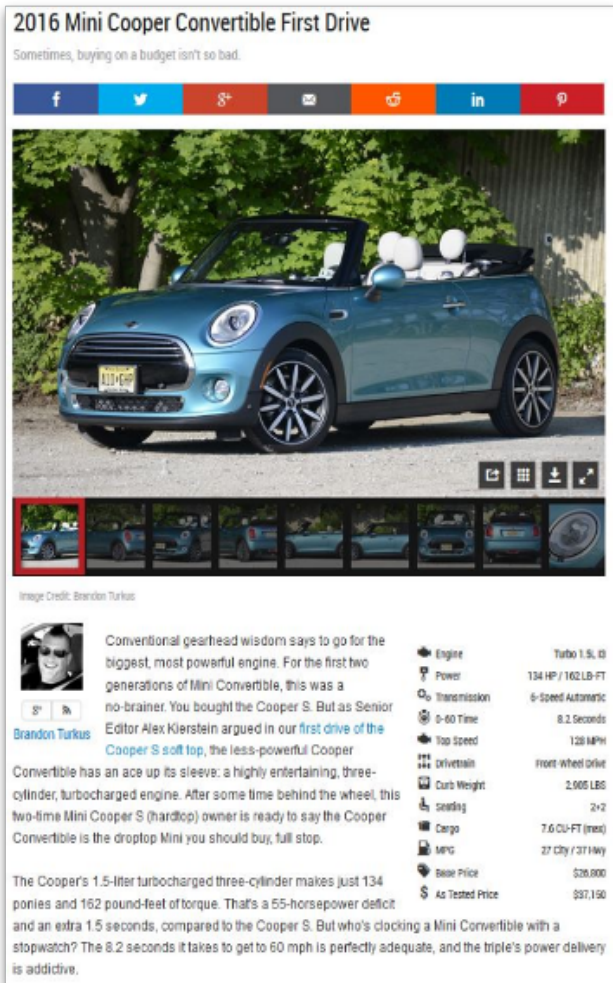 2016 Mini Cooper Convertible First Drive
Sometimes, buying on a budget isn't so bad.
f
8+
in
Image Credit: Brandon Turkus
8+
Brandon Turkus
Conventional gearhead wisdom says to go for the
biggest, most powerful engine. For the first two
generations of Mini Convertible, this was a
no-brainer. You bought the Cooper S. But as Senior
Editor Alex Kierstein argued in our first drive of the
Cooper S soft top, the less-powerful Cooper
Convertible has an ace up its sleeve: a highly entertaining, three-
cylinder, turbocharged engine. After some time behind the wheel, this
two-time Mini Cooper S (hardtop) owner is ready to say the Cooper
Convertible is the droptop Mini you should buy, full stop.
Engine Turbo 1.5L I3
Power 134 HP / 162 LB-FT
Transmission 6-Speed Automatic
0-60 Time 8.2 Seconds
Top Speed 128 MPH
Drivetrain Front-Wheel Drive
Curb Weight 2,905 LBS
Seating 2+2
Cargo 7.6 CU-FT (max)
MPG 27 City / 37 Hwy
Base Price $26,800
$ As Tested Price $37,150
The Cooper's 1.5-liter turbocharged three-cylinder makes just 134
ponies and 162 pound-feet of torque. That's a 55-horsepower deficit
and an extra 1.5 seconds, compared to the Cooper S. But who's clocking a Mini Convertible with a
stopwatch? The 8.2 seconds it takes to get to 60 mph is perfectly adequate, and the triple's power delivery
is addictive.